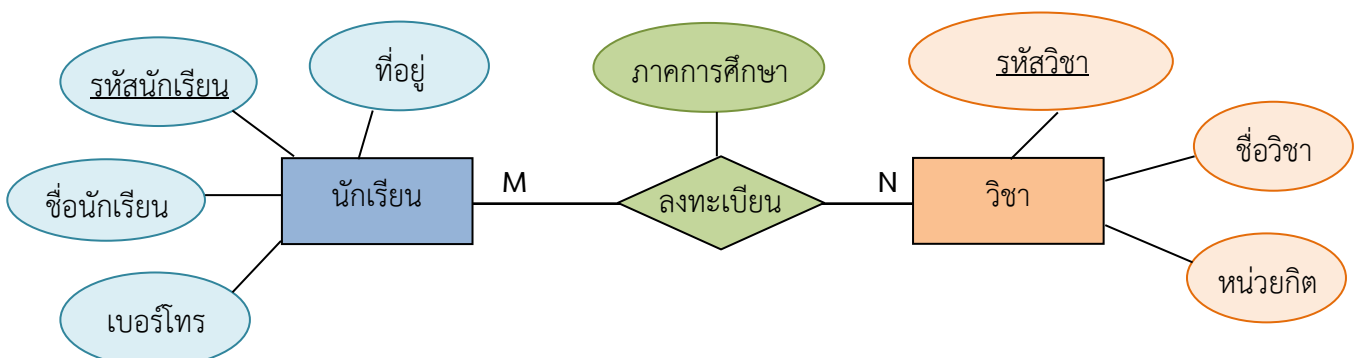 ที่อยู่
ภาคการศึกษา
รหัสวิชา
รหัสนักเรียน
ชื่อวิชา
นักเรียน
M
N
วิชา
ชื่อนักเรียน
ลงทะเบียน
หน่วยกิต
เบอร์โทร